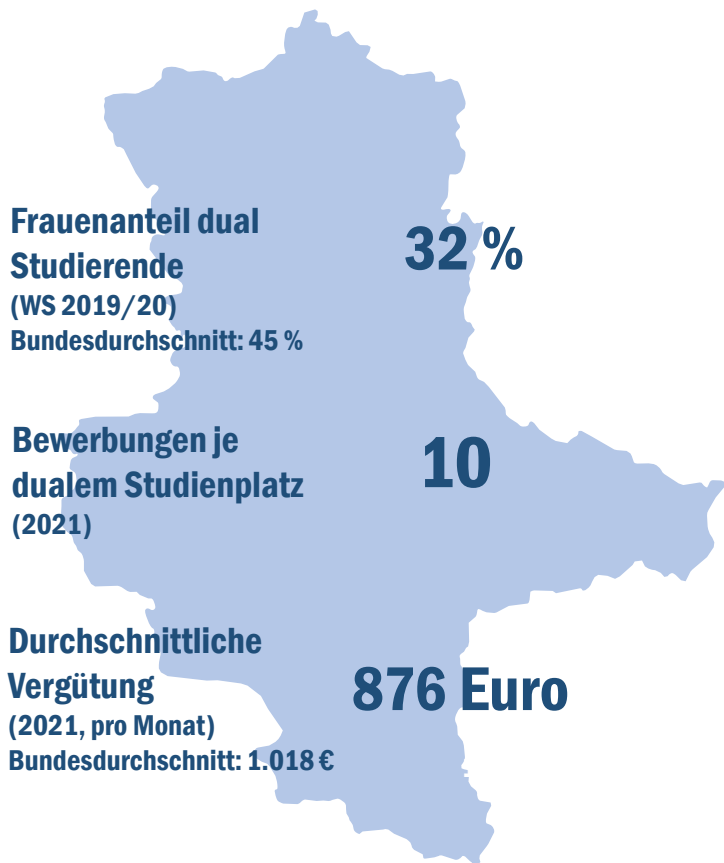 Frauenanteil dual
Studierende
(WS 2019/20)
Bundesdurchschnitt: 45 %
32 %
Bewerbungen je
dualem Studienplatz
(2021)
10
Durchschnittliche
Vergütung
(2021, pro Monat)
Bundesdurchschnitt: 1.018 €
876 Euro